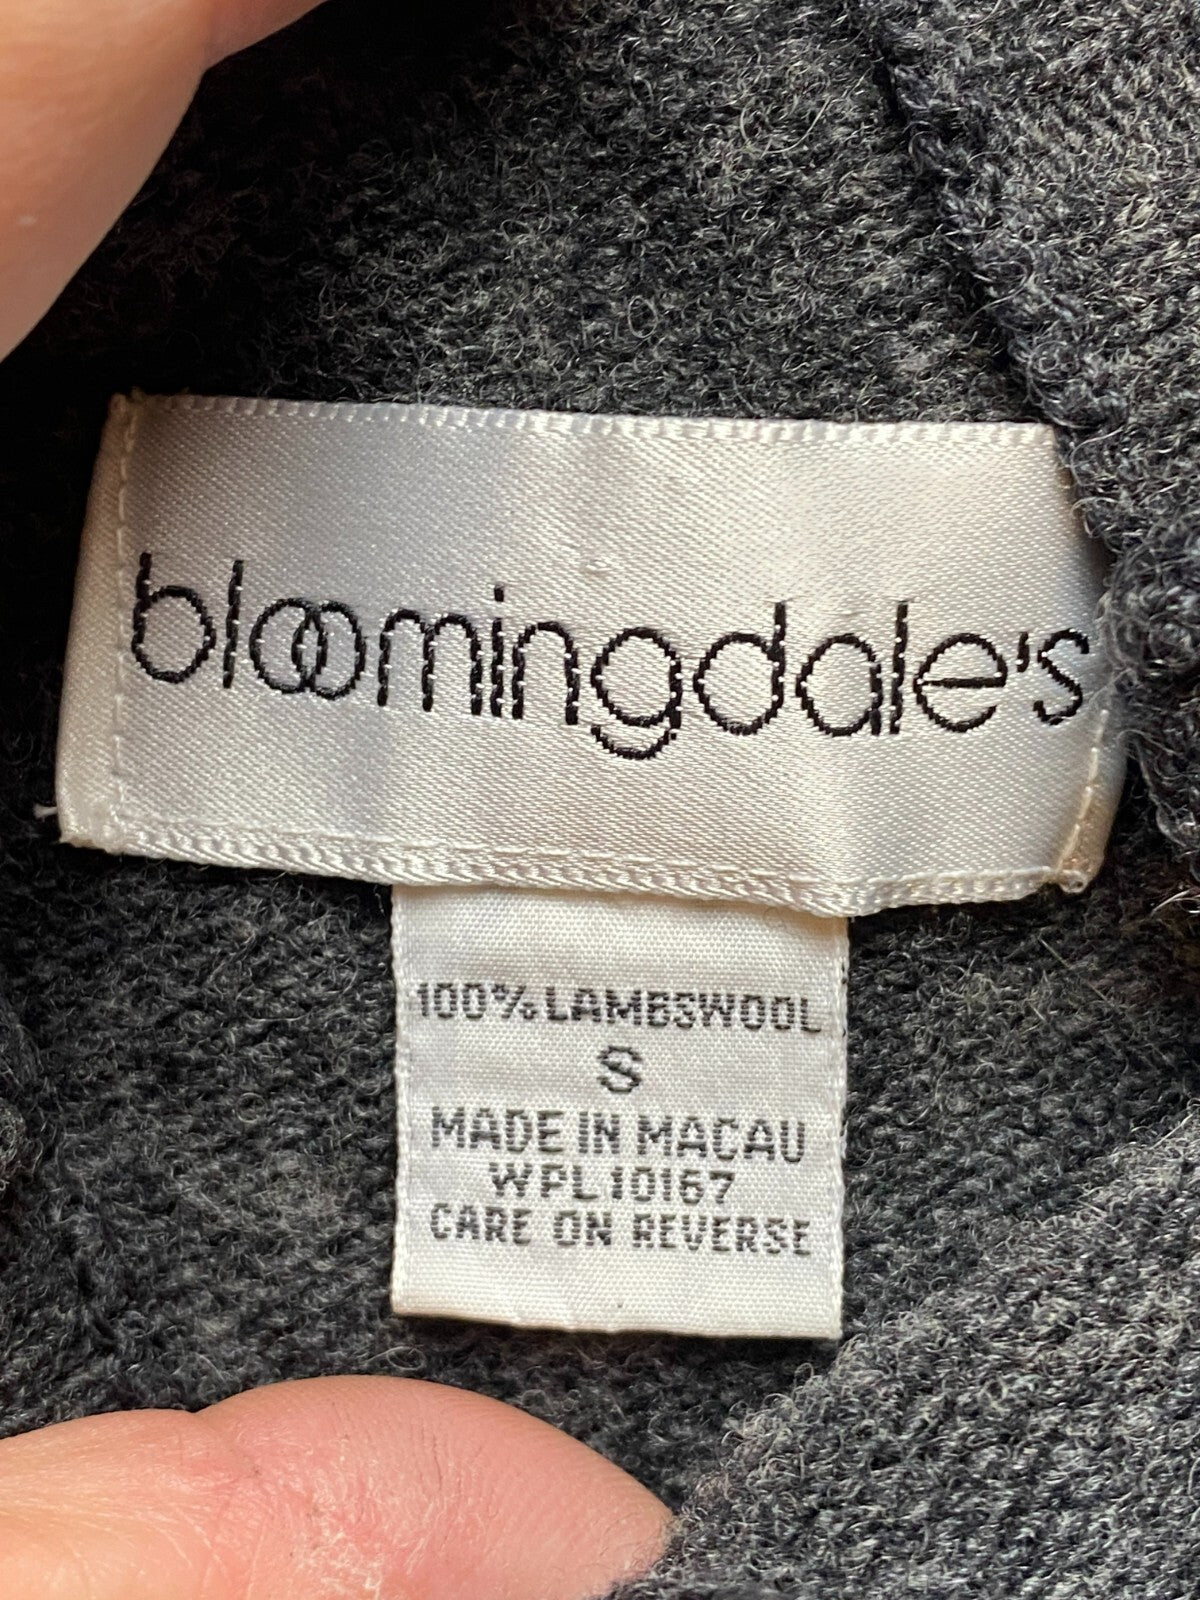 bloomingdale's
100% LAMBSWOOL
S
MADE IN MACAU
WPL 10167
CARE ON REVERSE